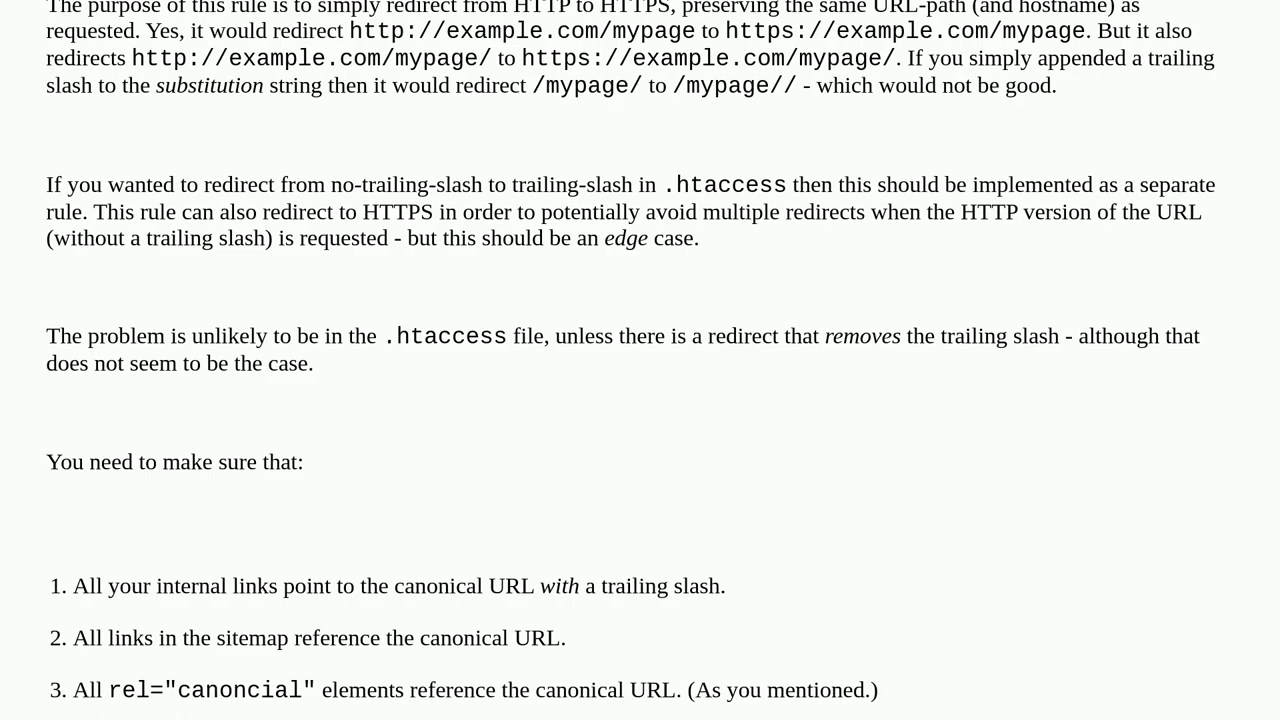 The purpose of this rule is to simply redirect from HTTP to HTTPS, preserving the same URL-path (and hostname) as
requested. Yes, it would redirect http://example.com/mypage to https://example.com/mypage. But it also
redirects http://example.com/mypage/ to https://example.com/mypage/. If you simply appended a trailing
slash to the substitution string then it would redirect /mypage/ to /mypage// - which would not be good.
If you wanted to redirect from no-trailing-slash to trailing-slash in .htaccess then this should be implemented as a separate
rule. This rule can also redirect to HTTPS in order to potentially avoid multiple redirects when the HTTP version of the URL
(without a trailing slash) is requested - but this should be an edge case.
The problem is unlikely to be in the .htaccess file, unless there is a redirect that removes the trailing slash - although that
does not seem to be the case.
You need to make sure that:
1. All your internal links point to the canonical URL with a trailing slash.
2. All links in the sitemap reference the canonical URL.
3. All rel="canoncial" elements reference the canonical URL. (As you mentioned.)